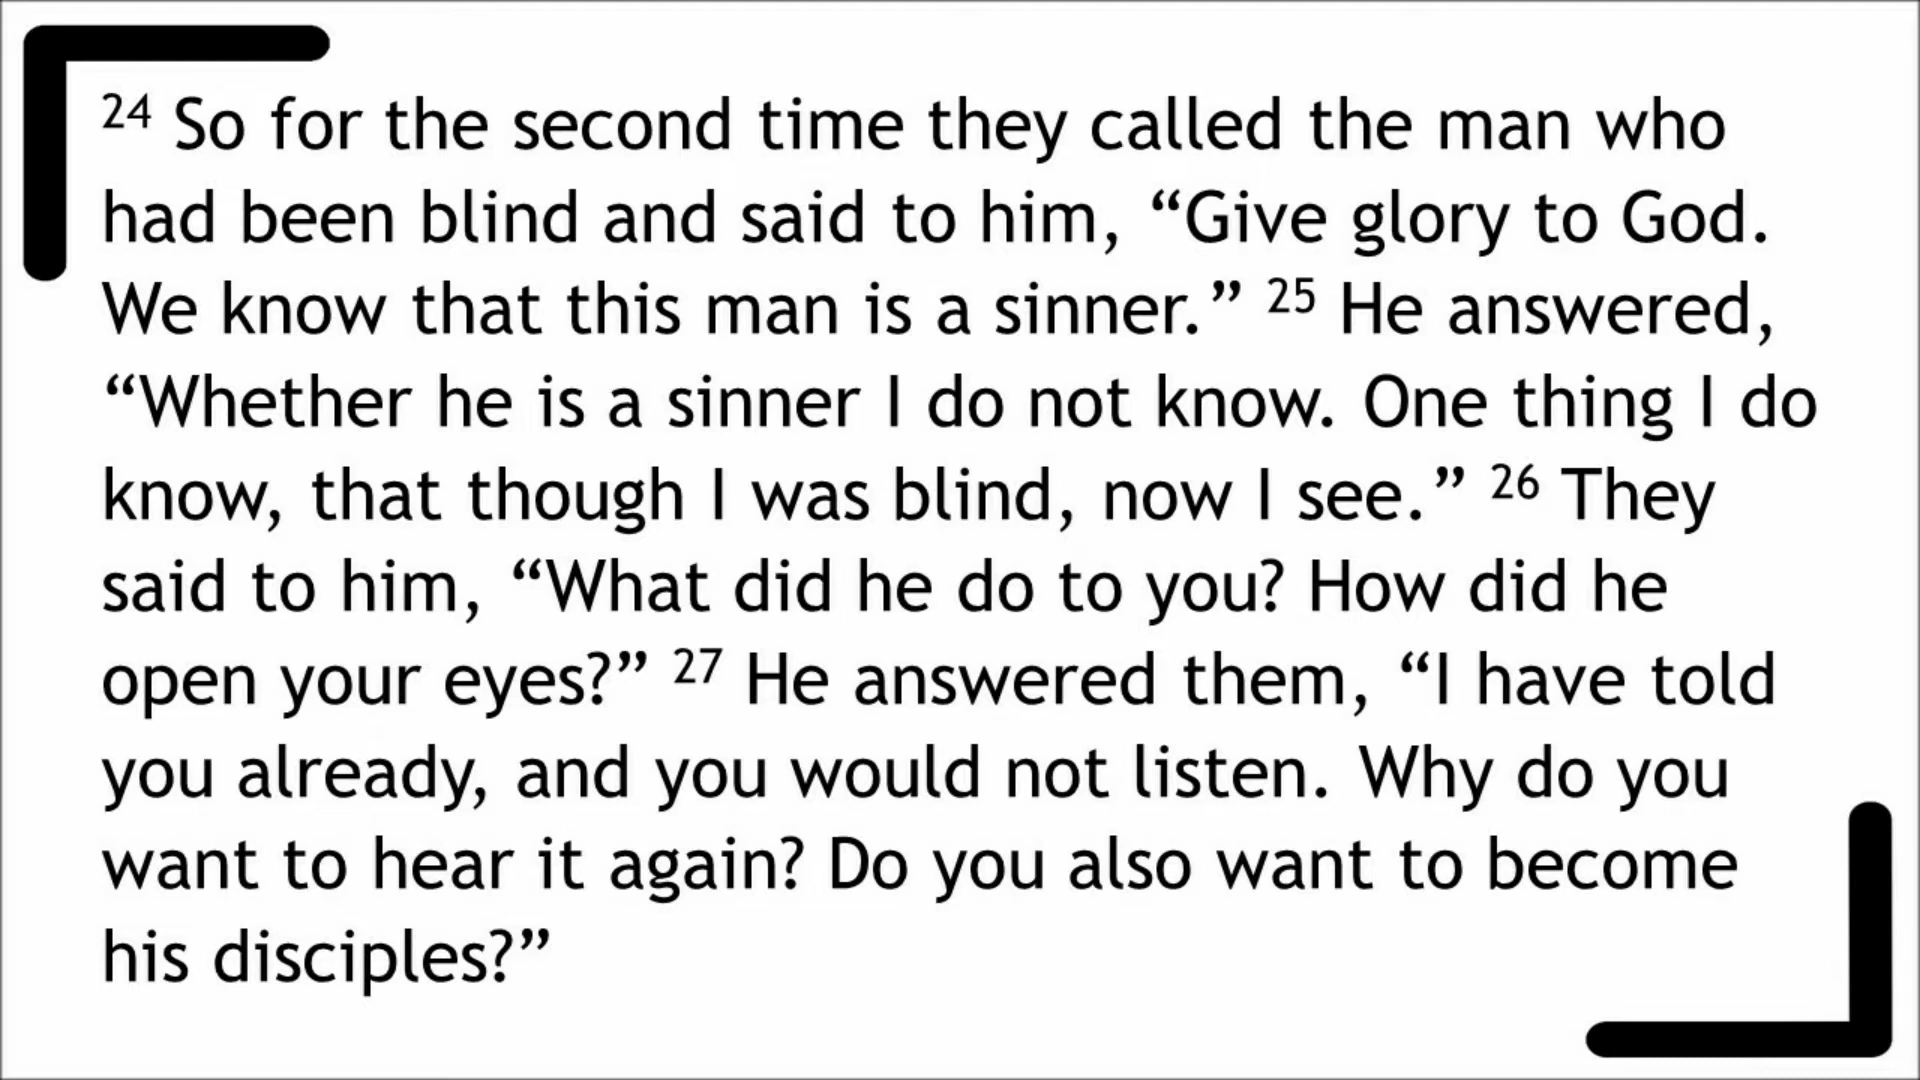 24 So for the second time they called the man who
had been blind and said to him, “Give glory to God.
We know that this man is a sinner.” 25 He answered,
“Whether he is a sinner I do not know. One thing I do
know, that though I was blind, now I see.” 26 They
said to him, “What did he do to you? How did he
open your eyes?” 27 He answered them, “I have told
you already, and you would not listen. Why do you
want to hear it again? Do you also want to become
his disciples?”